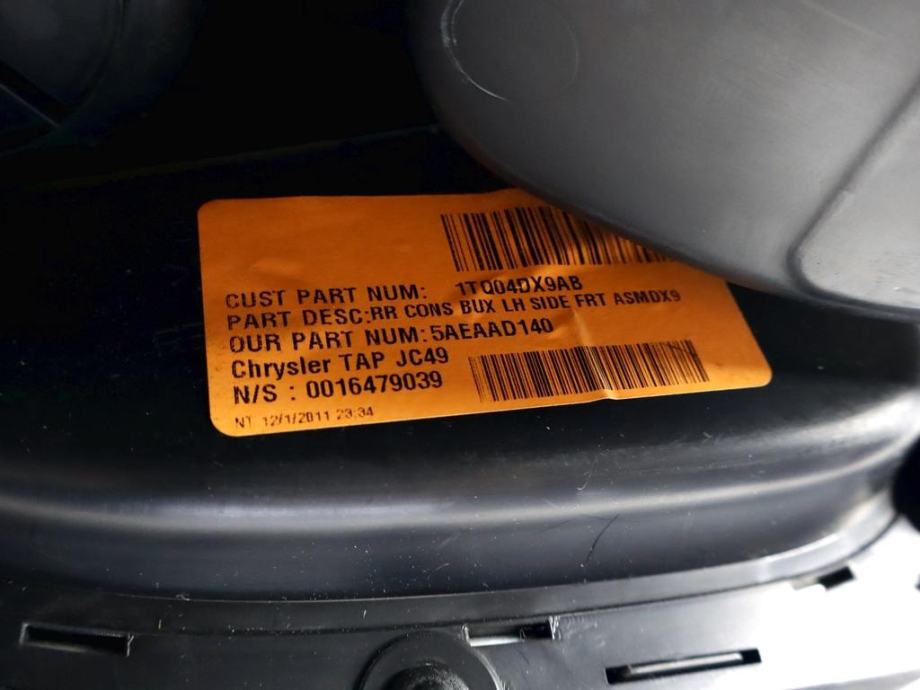 CUST PART NUM: 1TQ04DX9AB
PART DESC:RR CONS BUX LH SIDE FRT ASMDX9
OUR PART NUM:5AEAAD140
Chrysler TAP JC49
N/S : 0016479039
NT 12/1/2011 23:34